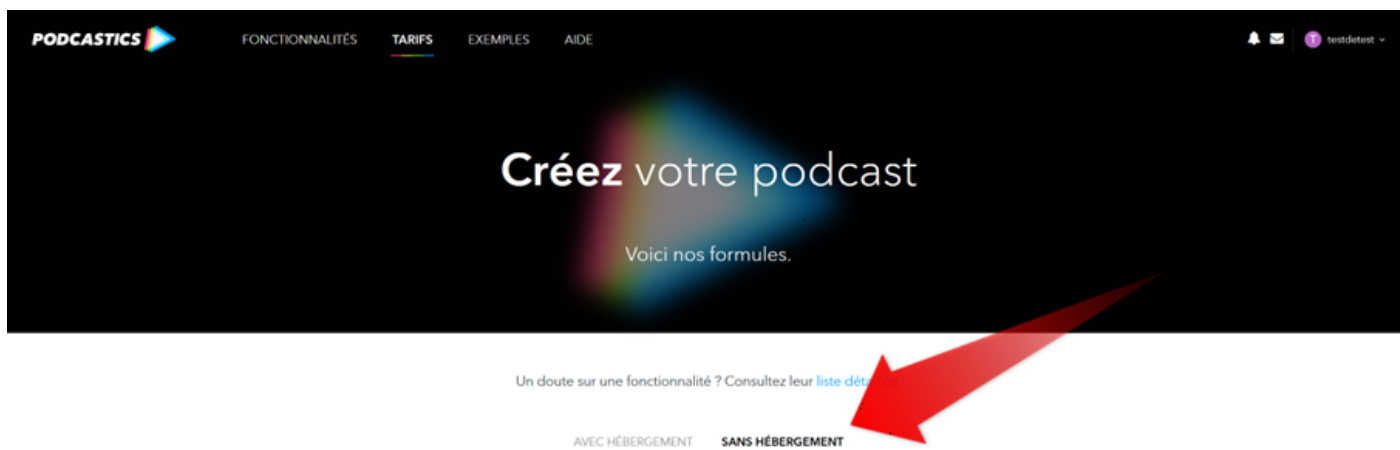 PODCASTICS FONCTIONNALITÉS TARIFS EXEMPLES AIDE T testdetest
Créez votre podcast
Voici nos formules.
Un doute sur une fonctionnalité ? Consultez leur liste
AVEC HÉBERGEMENT SANS HÉBERGEMENT